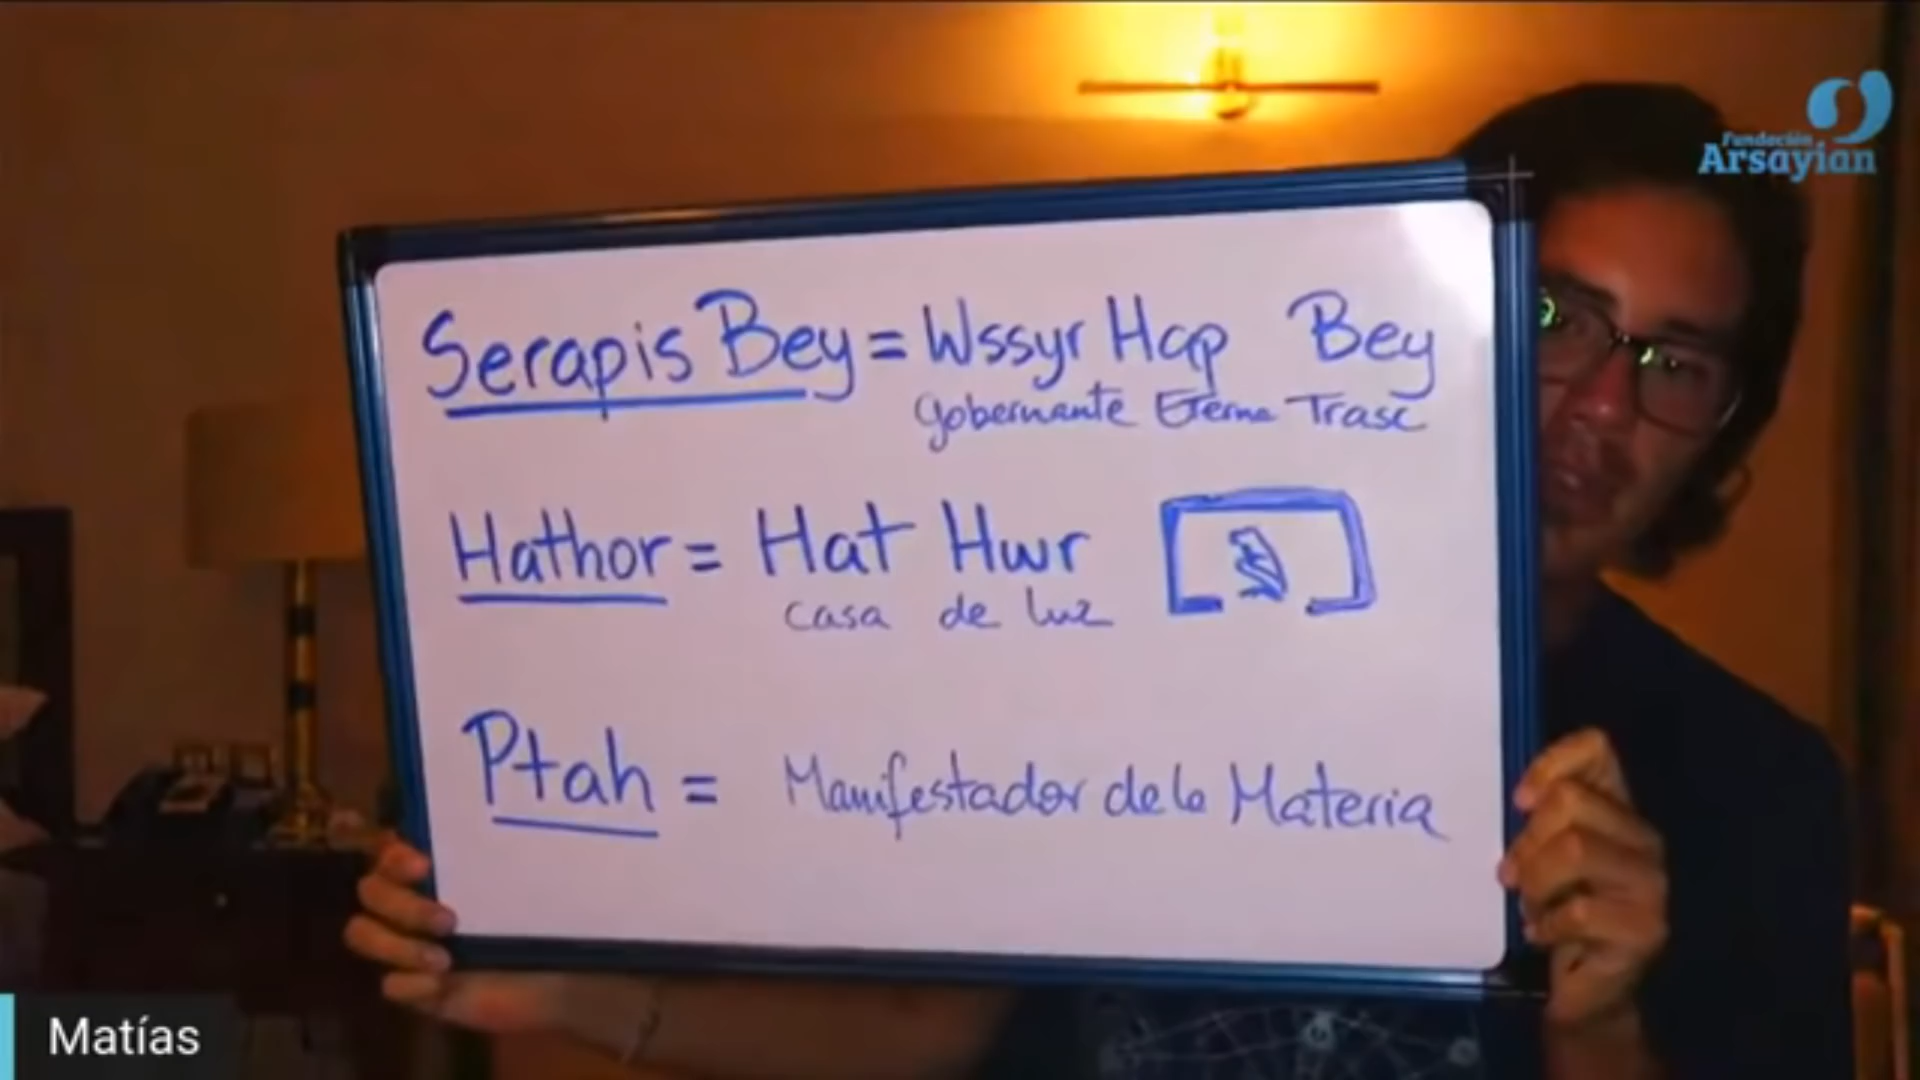 Fundación
Arsayian
Serapis Bey = Wssyr Hap Bey
Gobernante Eterno Trasc
Hathor = Hat Hwr
casa de luz
Ptah = Manifestador de la Materia
Matías